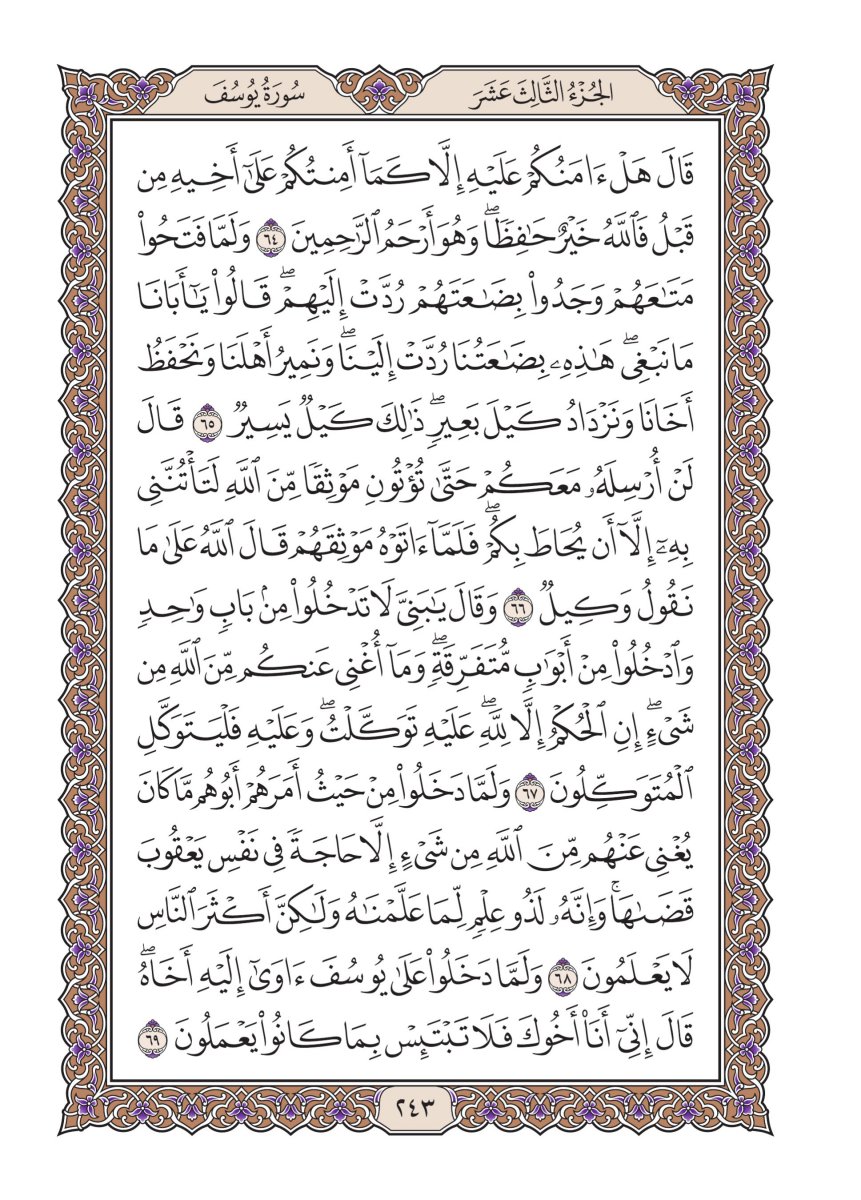 الجُزْءُ الثَّالِثَ عَشَرَ
سُورَةُ يُوسُفَ
قَالَ هَلْ ءَامَنُكُمْ عَلَيْهِ إِلَّا كَمَآ أَمِنتُكُمْ عَلَىٰٓ أَخِيهِ مِن
قَبْلُ فَٱللَّهُ خَيْرٌ حَٰفِظًاۖ وَهُوَ أَرْحَمُ ٱلرَّٰحِمِينَ ٦٤ وَلَمَّا فَتَحُوا۟
مَتَٰعَهُمْ وَجَدُوا۟ بِضَٰعَتَهُمْ رُدَّتْ إِلَيْهِمْۖ قَالُوا۟ يَٰٓأَبَانَا
مَا نَبْغِىۖ هَٰذِهِۦ بِضَٰعَتُنَا رُدَّتْ إِلَيْنَاۖ وَنَمِيرُ أَهْلَنَا وَنَحْفَظُ
أَخَانَا وَنَزْدَادُ كَيْلَ بَعِيرٍۖ ذَٰلِكَ كَيْلٌ يَسِيرٌ ٦٥ قَالَ
لَنْ أُرْسِلَهُۥ مَعَكُمْ حَتَّىٰ تُؤْتُونِ مَوْثِقًا مِّنَ ٱللَّهِ لَتَأْتُنَّنِى
بِهِۦٓ إِلَّآ أَن يُحَاطَ بِكُمْۖ فَلَمَّآ ءَاتَوْهُ مَوْثِقَهُمْ قَالَ ٱللَّهُ عَلَىٰ مَا
نَقُولُ وَكِيلٌ ٦٦ وَقَالَ يَٰبَنِىَّ لَا تَدْخُلُوا۟ مِنۢ بَابٍ وَٰحِدٍ
وَٱدْخُلُوا۟ مِنْ أَبْوَٰبٍ مُّتَفَرِّقَةٍۖ وَمَآ أُغْنِى عَنكُم مِّنَ ٱللَّهِ مِن
شَىْءٍۖ إِنِ ٱلْحُكْمُ إِلَّا لِلَّهِۖ عَلَيْهِ تَوَكَّلْتُۖ وَعَلَيْهِ فَلْيَتَوَكَّلِ
ٱلْمُتَوَكِّلُونَ ٦٧ وَلَمَّا دَخَلُوا۟ مِنْ حَيْثُ أَمَرَهُمْ أَبُوهُم مَّا كَانَ
يُغْنِى عَنْهُم مِّنَ ٱللَّهِ مِن شَىْءٍ إِلَّا حَاجَةً فِى نَفْسِ يَعْقُوبَ
قَضَىٰهَاۚ وَإِنَّهُۥ لَذُو عِلْمٍ لِّمَا عَلَّمْنَٰهُ وَلَٰكِنَّ أَكْثَرَ ٱلنَّاسِ
لَا يَعْلَمُونَ ٦٨ وَلَمَّا دَخَلُوا۟ عَلَىٰ يُوسُفَ ءَاوَىٰٓ إِلَيْهِ أَخَاهُۖ
قَالَ إِنِّىٓ أَنَا۠ أَخُوكَ فَلَا تَبْتَئِسْ بِمَا كَانُوا۟ يَعْمَلُونَ ٦٩
٢٤٣